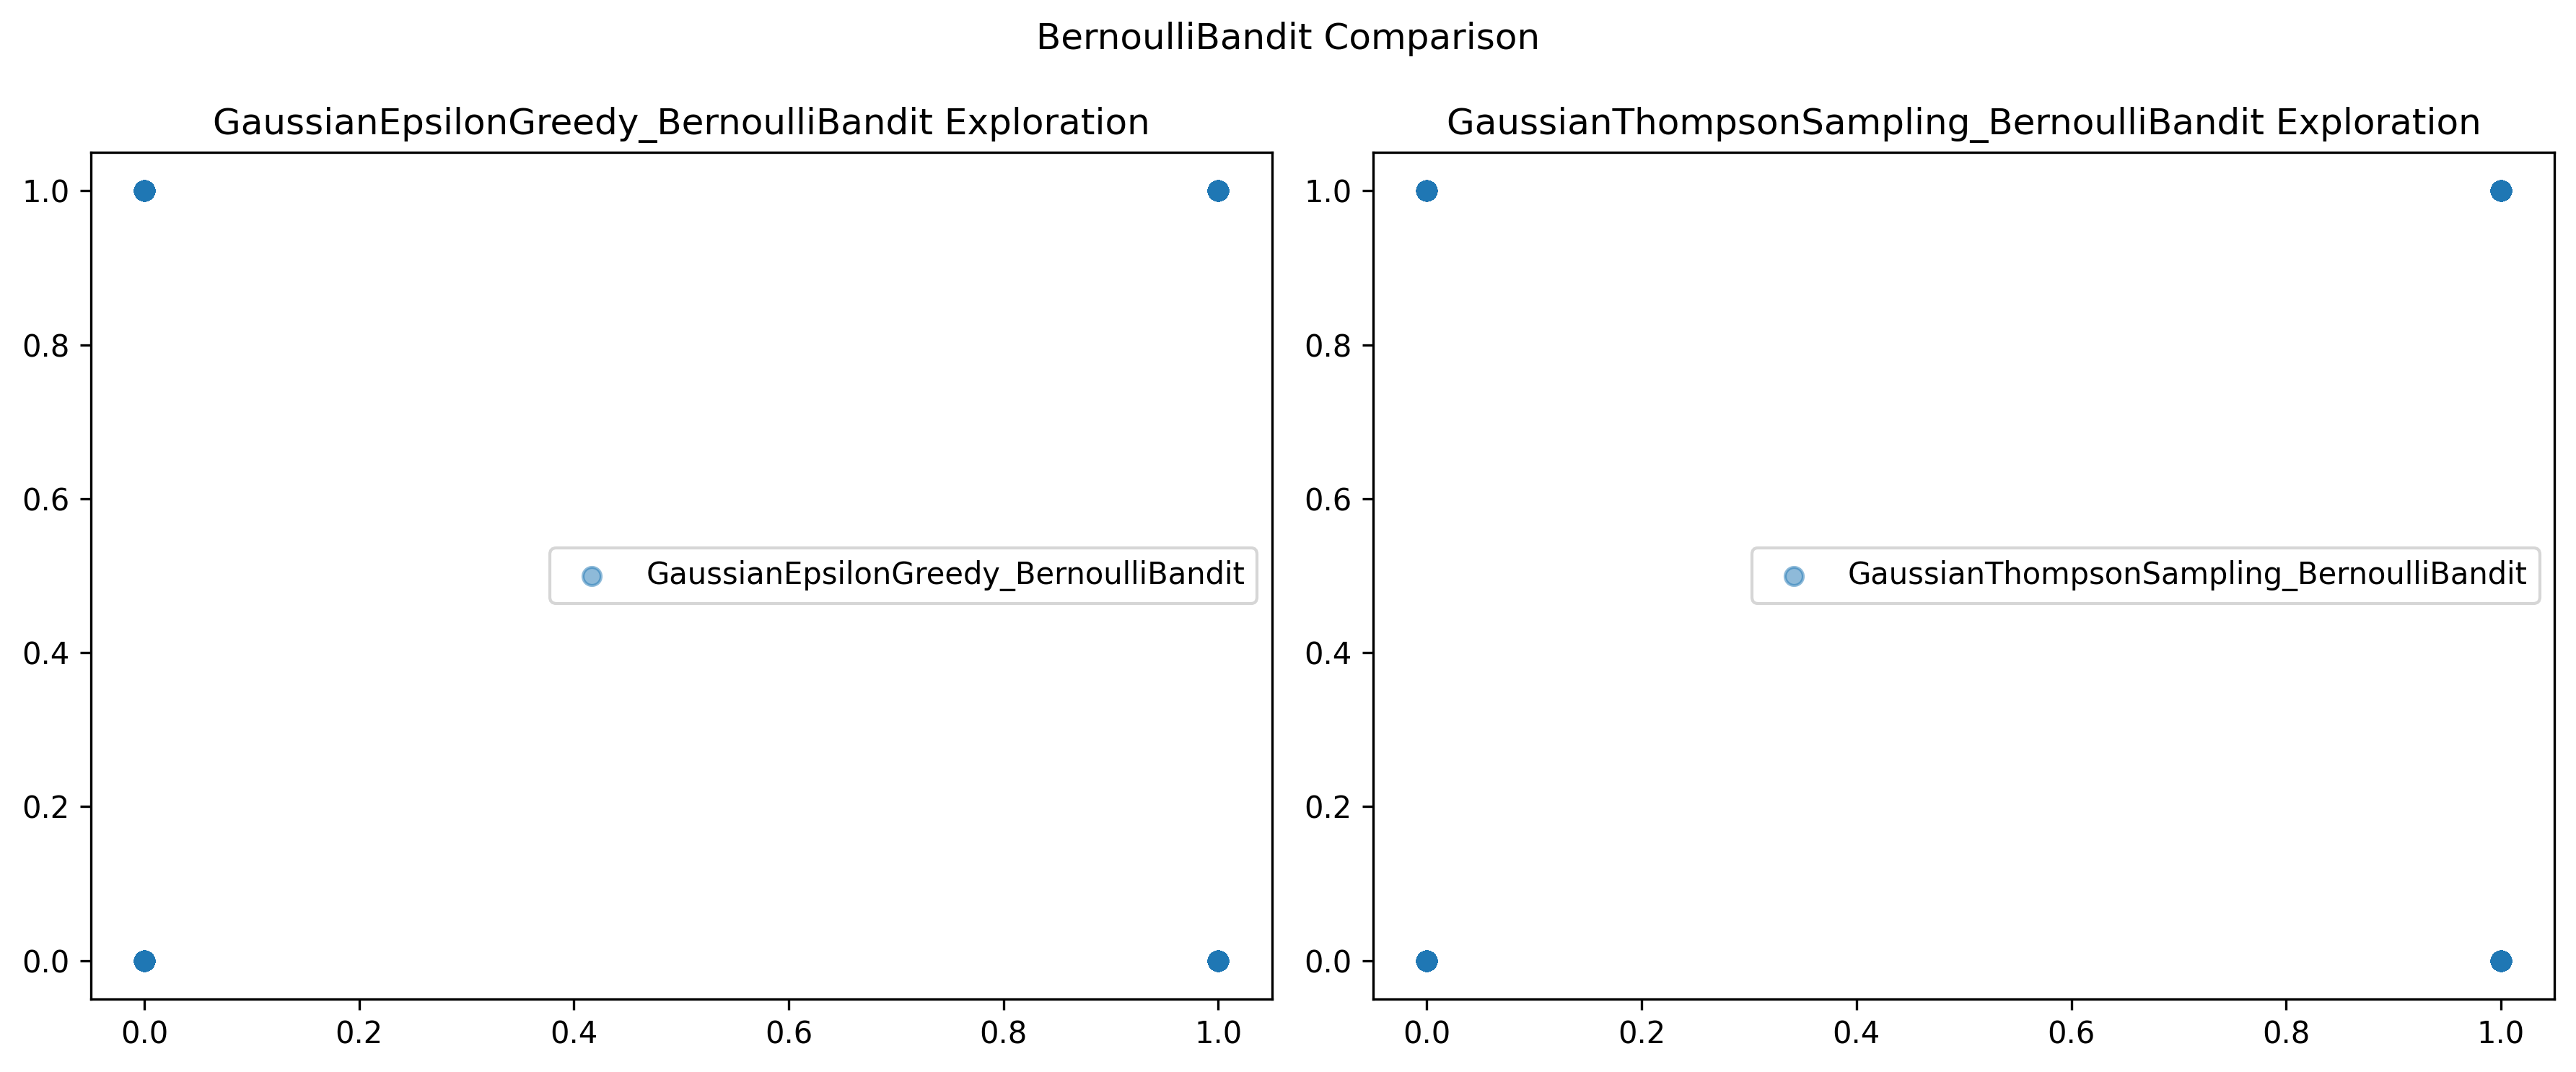 BernoulliBandit Comparison
GaussianEpsilonGreedy_BernoulliBandit Exploration
1.0
0.8
0.6
0.4
0.2
0.0
0.0 0.2 0.4 0.6 0.8 1.0
GaussianEpsilonGreedy_BernoulliBandit
GaussianThompsonSampling_BernoulliBandit Exploration
1.0
0.8
0.6
0.4
0.2
0.0
0.0 0.2 0.4 0.6 0.8 1.0
GaussianThompsonSampling_BernoulliBandit